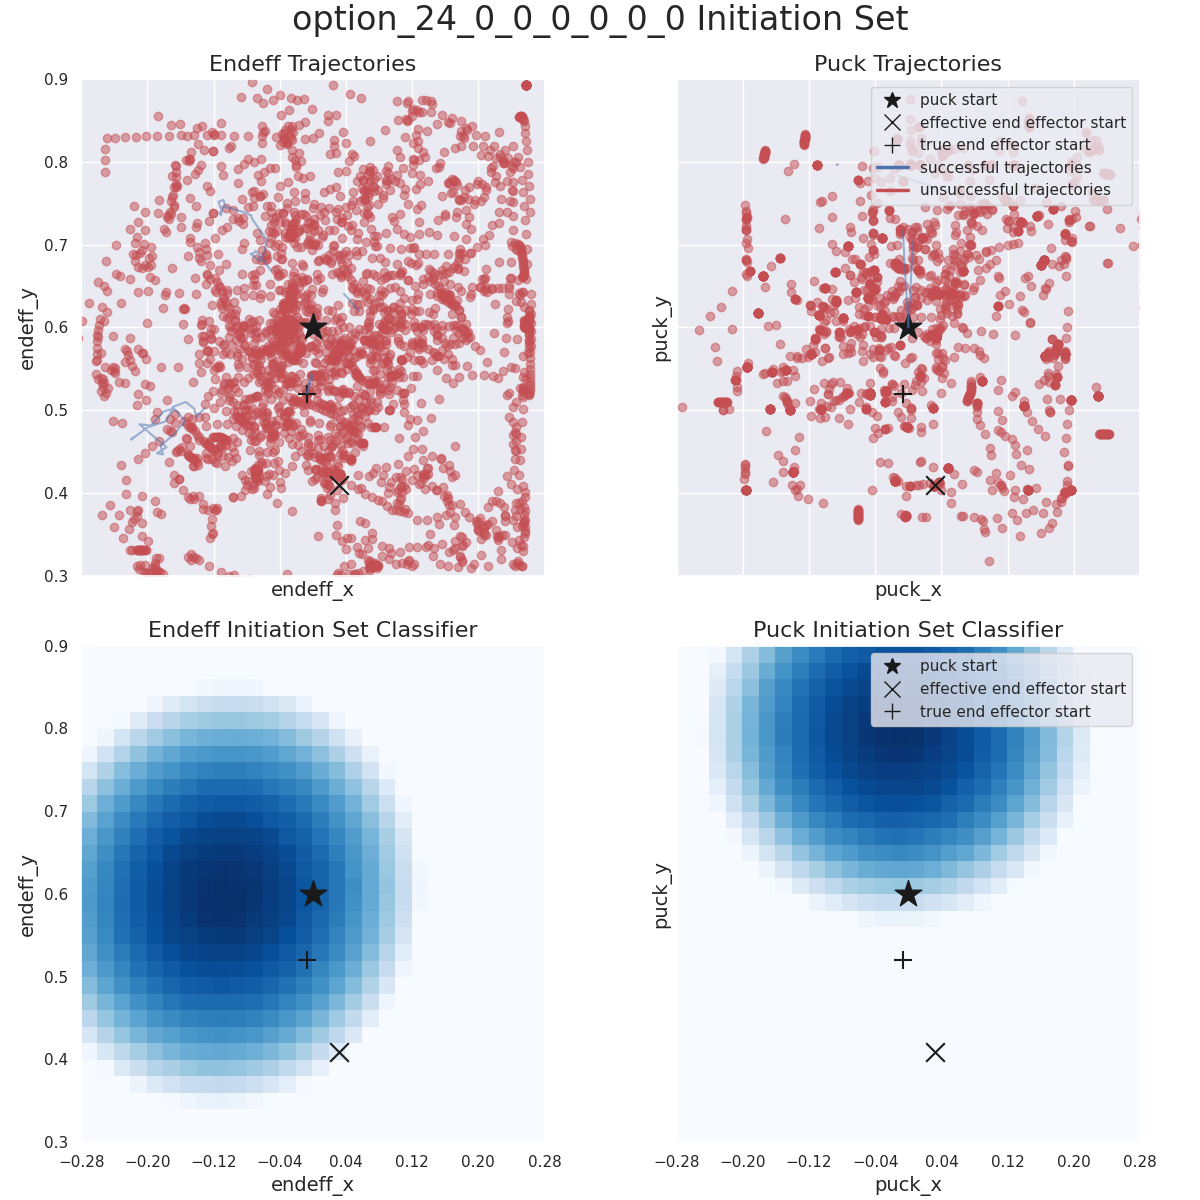 option_24_0_0_0_0_0_0 Initiation Set
Endeff Trajectories
0.9
0.8
0.7
0.6
0.5
0.4
0.3
endeff_y
endeff_x
Puck Trajectories
puck start
effective end effector start
true end effector start
successful trajectories
unsuccessful trajectories
puck_y
puck_x
Endeff Initiation Set Classifier
0.9
0.8
0.7
0.6
0.5
0.4
0.3
endeff_y
−0.28 −0.20 −0.12 −0.04 0.04 0.12 0.20 0.28
endeff_x
Puck Initiation Set Classifier
puck start
effective end effector start
true end effector start
puck_y
−0.28 −0.20 −0.12 −0.04 0.04 0.12 0.20 0.28
puck_x